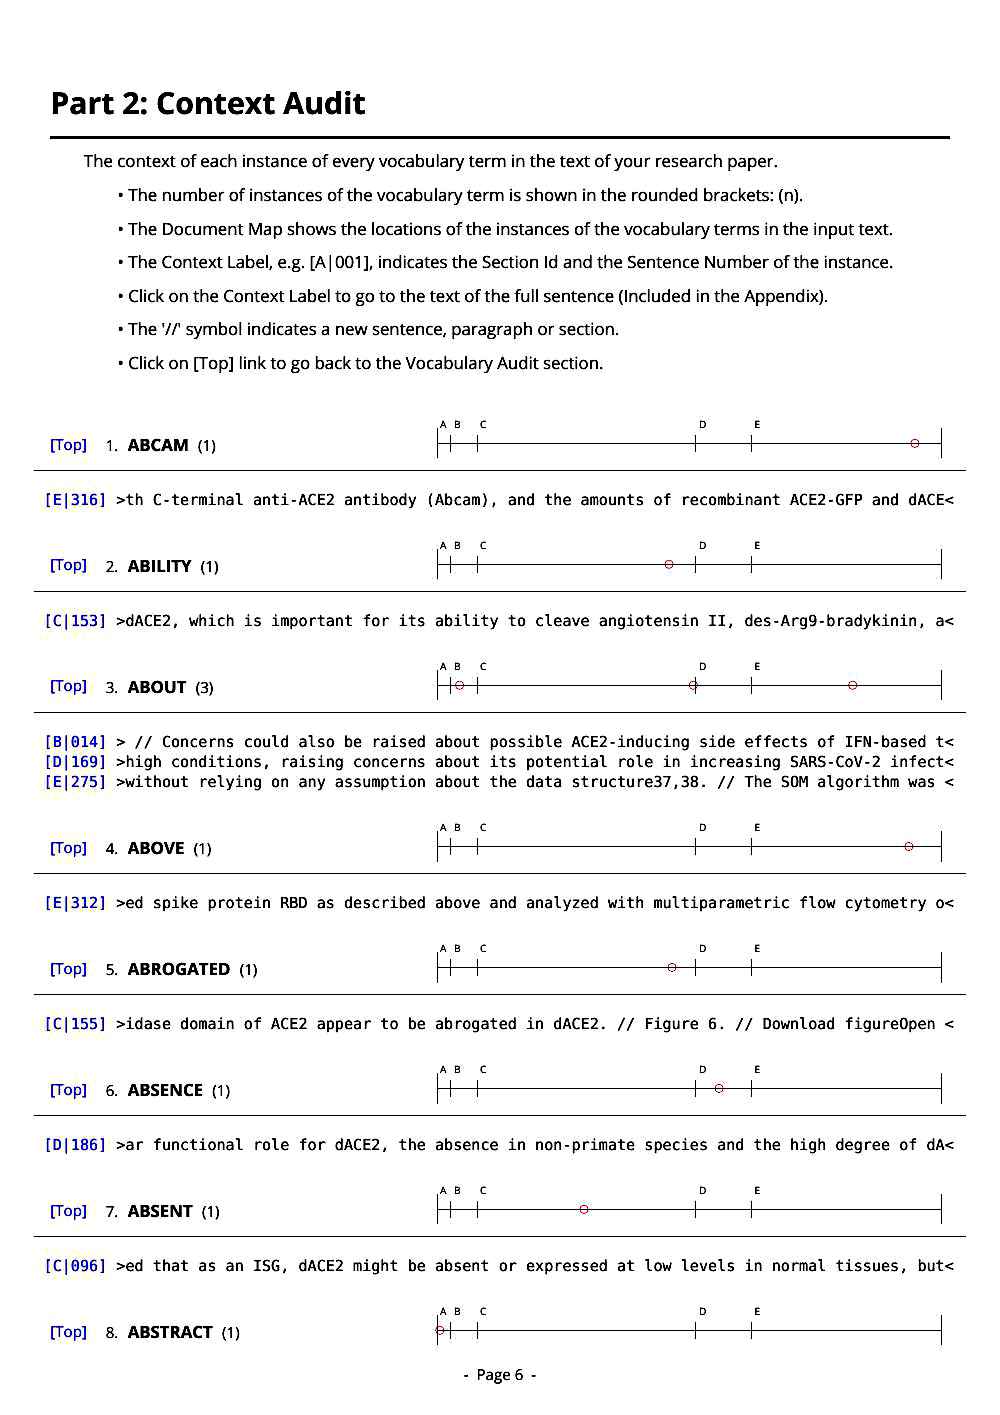 Part 2: Context Audit
The context of each instance of every vocabulary term in the text of your research paper.
• The number of instances of the vocabulary term is shown in the rounded brackets: (n).
• The Document Map shows the locations of the instances of the vocabulary terms in the input text.
• The Context Label, e.g. [A|001], indicates the Section Id and the Sentence Number of the instance.
• Click on the Context Label to go to the text of the full sentence (Included in the Appendix).
• The '//' symbol indicates a new sentence, paragraph or section.
• Click on [Top] link to go back to the Vocabulary Audit section.
A B C D E
[Top] 1. ABCAM (1)
[E|316] >th C-terminal anti-ACE2 antibody (Abcam), and the amounts of recombinant ACE2-GFP and dACE<
A B C D E
[Top] 2. ABILITY (1)
[C|153] >dACE2, which is important for its ability to cleave angiotensin II, des-Arg9-bradykinin, a<
A B C D E
[Top] 3. ABOUT (3)
[B|014] > // Concerns could also be raised about possible ACE2-inducing side effects of IFN-based t<
[D|169] >high conditions, raising concerns about its potential role in increasing SARS-CoV-2 infect<
[E|275] >without relying on any assumption about the data structure37,38. // The SOM algorithm was <
A B C D E
[Top] 4. ABOVE (1)
[E|312] >ed spike protein RBD as described above and analyzed with multiparametric flow cytometry o<
A B C D E
[Top] 5. ABROGATED (1)
[C|155] >idase domain of ACE2 appear to be abrogated in dACE2. // Figure 6. // Download figureOpen <
A B C D E
[Top] 6. ABSENCE (1)
[D|186] >ar functional role for dACE2, the absence in non-primate species and the high degree of dA<
A B C D E
[Top] 7. ABSENT (1)
[C|096] >ed that as an ISG, dACE2 might be absent or expressed at low levels in normal tissues, but<
A B C D E
[Top] 8. ABSTRACT (1)
- Page 6 -